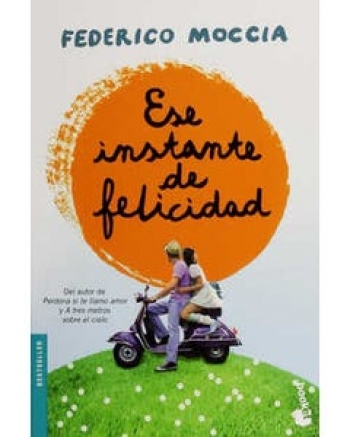 FEDERICO MOCCIA
Ese
instante
de
felicidad
Del autor de
Perdona si te llamo amor
y A tres metros
sobre el cielo
BESTSELLER
booket